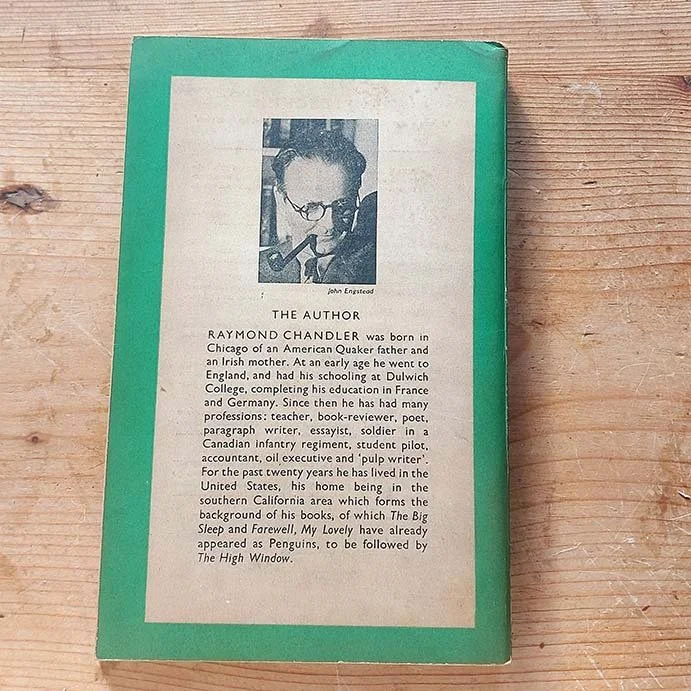 John Engstead
THE AUTHOR
RAYMOND CHANDLER was born in
Chicago of an American Quaker father and
an Irish mother. At an early age he went to
England, and had his schooling at Dulwich
College, completing his education in France
and Germany. Since then he has had many
professions: teacher, book-reviewer, poet,
paragraph writer, essayist, soldier in a
Canadian infantry regiment, student pilot,
accountant, oil executive and ‘pulp writer’.
For the past twenty years he has lived in the
United States, his home being in the
southern California area which forms the
background of his books, of which The Big
Sleep and Farewell, My Lovely have already
appeared as Penguins, to be followed by
The High Window.